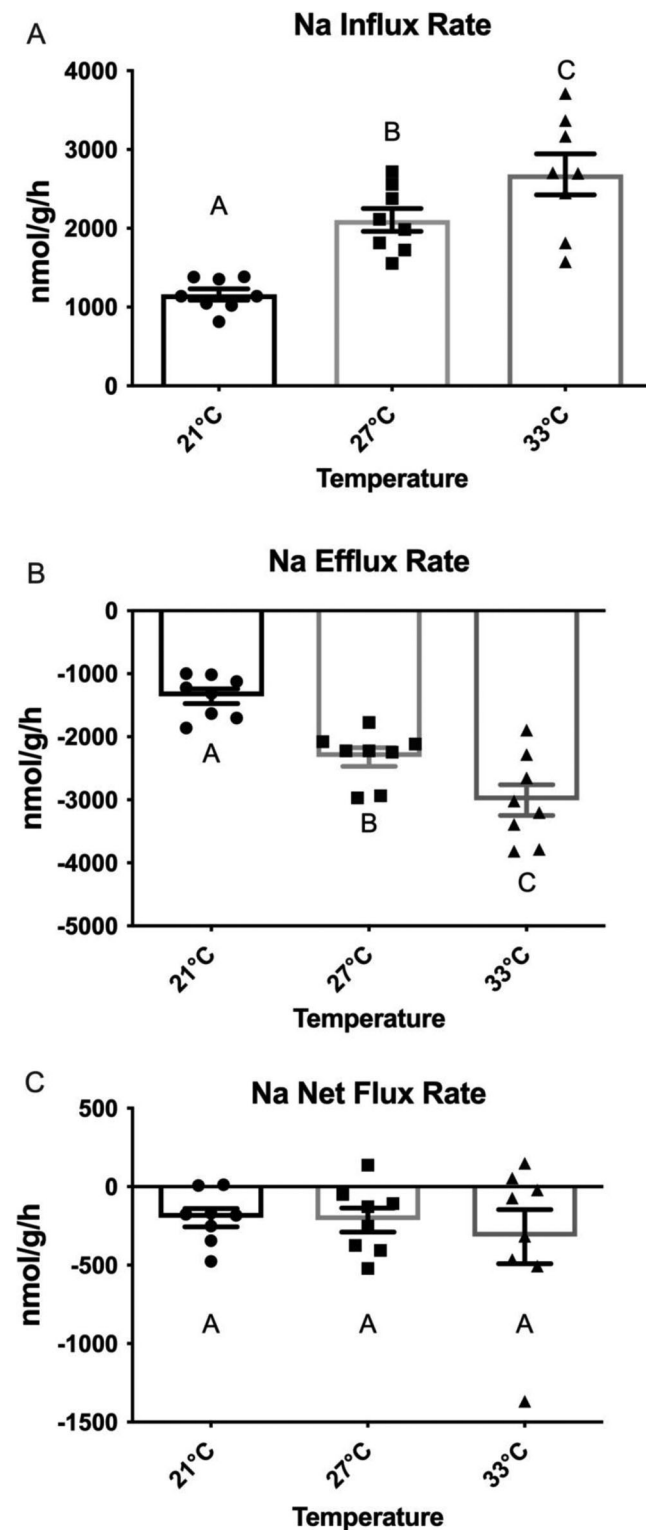 A
Na Influx Rate
nmol/g/h
4000
3000
2000
1000
0
A
B
C
21°C
27°C
33°C
Temperature
B
Na Efflux Rate
nmol/g/h
0
-1000
-2000
-3000
-4000
-5000
A
B
C
21°C
27°C
33°C
Temperature
C
Na Net Flux Rate
nmol/g/h
500
0
-500
-1000
-1500
A
A
A
21°C
27°C
33°C
Temperature